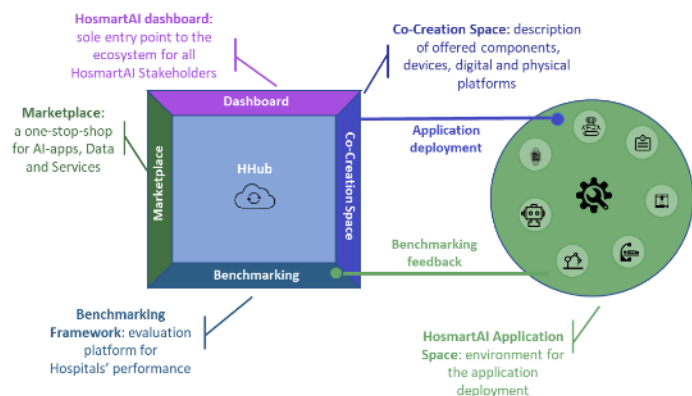 HosmartAI dashboard:
sole entry point to the
ecosystem for all
HosmartAI Stakeholders
Co-Creation Space: description
of offered components,
devices, digital and physical
platforms
Marketplace:
a one-stop-shop
for AI-apps, Data
and Services
Dashboard
Marketplace
HHub
Co-Creation Space
Benchmarking
Application
deployment
Benchmarking
feedback
Benchmarking
Framework: evaluation
platform for
Hospitals' performance
HosmartAI Application
Space: environment for
the application
deployment